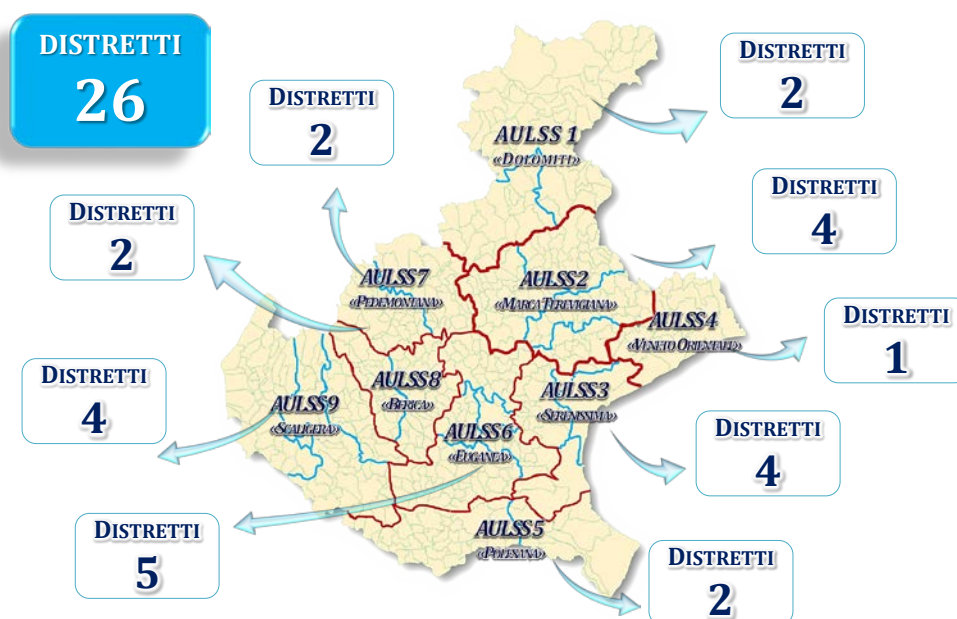 DISTRETTI
26
DISTRETTI
2
DISTRETTI
2
DISTRETTI
2
DISTRETTI
4
DISTRETTI
1
DISTRETTI
4
DISTRETTI
4
DISTRETTI
5
DISTRETTI
2
AULSS 1
«DOLOMITI»
AULSS7
«PEDEMONTANA»
AULSS2
«MARCA TREVIGIANA»
AULSS4
«VENETO ORIENTALE»
AULSS8
«BERICA»
AULSS9
«SCALIGERA»
AULSS3
«SERENISSIMA»
AULSS6
«EUGANEA»
AULSS5
«POLESANA»